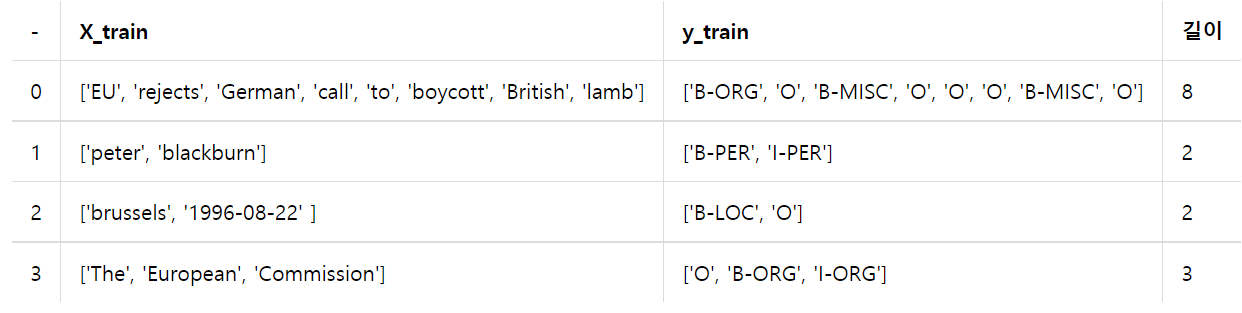 - X_train y_train 길이
0 ['EU', 'rejects', 'German', 'call', 'to', 'boycott', 'British', 'lamb'] ['B-ORG', 'O', 'B-MISC', 'O', 'O', 'O', 'B-MISC', 'O'] 8
1 ['peter', 'blackburn'] ['B-PER', 'I-PER'] 2
2 ['brussels', '1996-08-22' ] ['B-LOC', 'O'] 2
3 ['The', 'European', 'Commission'] ['O', 'B-ORG', 'I-ORG'] 3